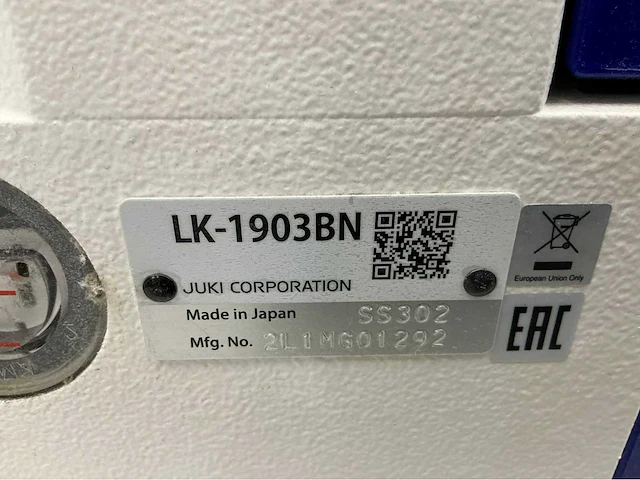 LK-1903BN
JUKI CORPORATION
Made in Japan SS302
Mfg. No. 2L1MG01292
European Union Only
EAC